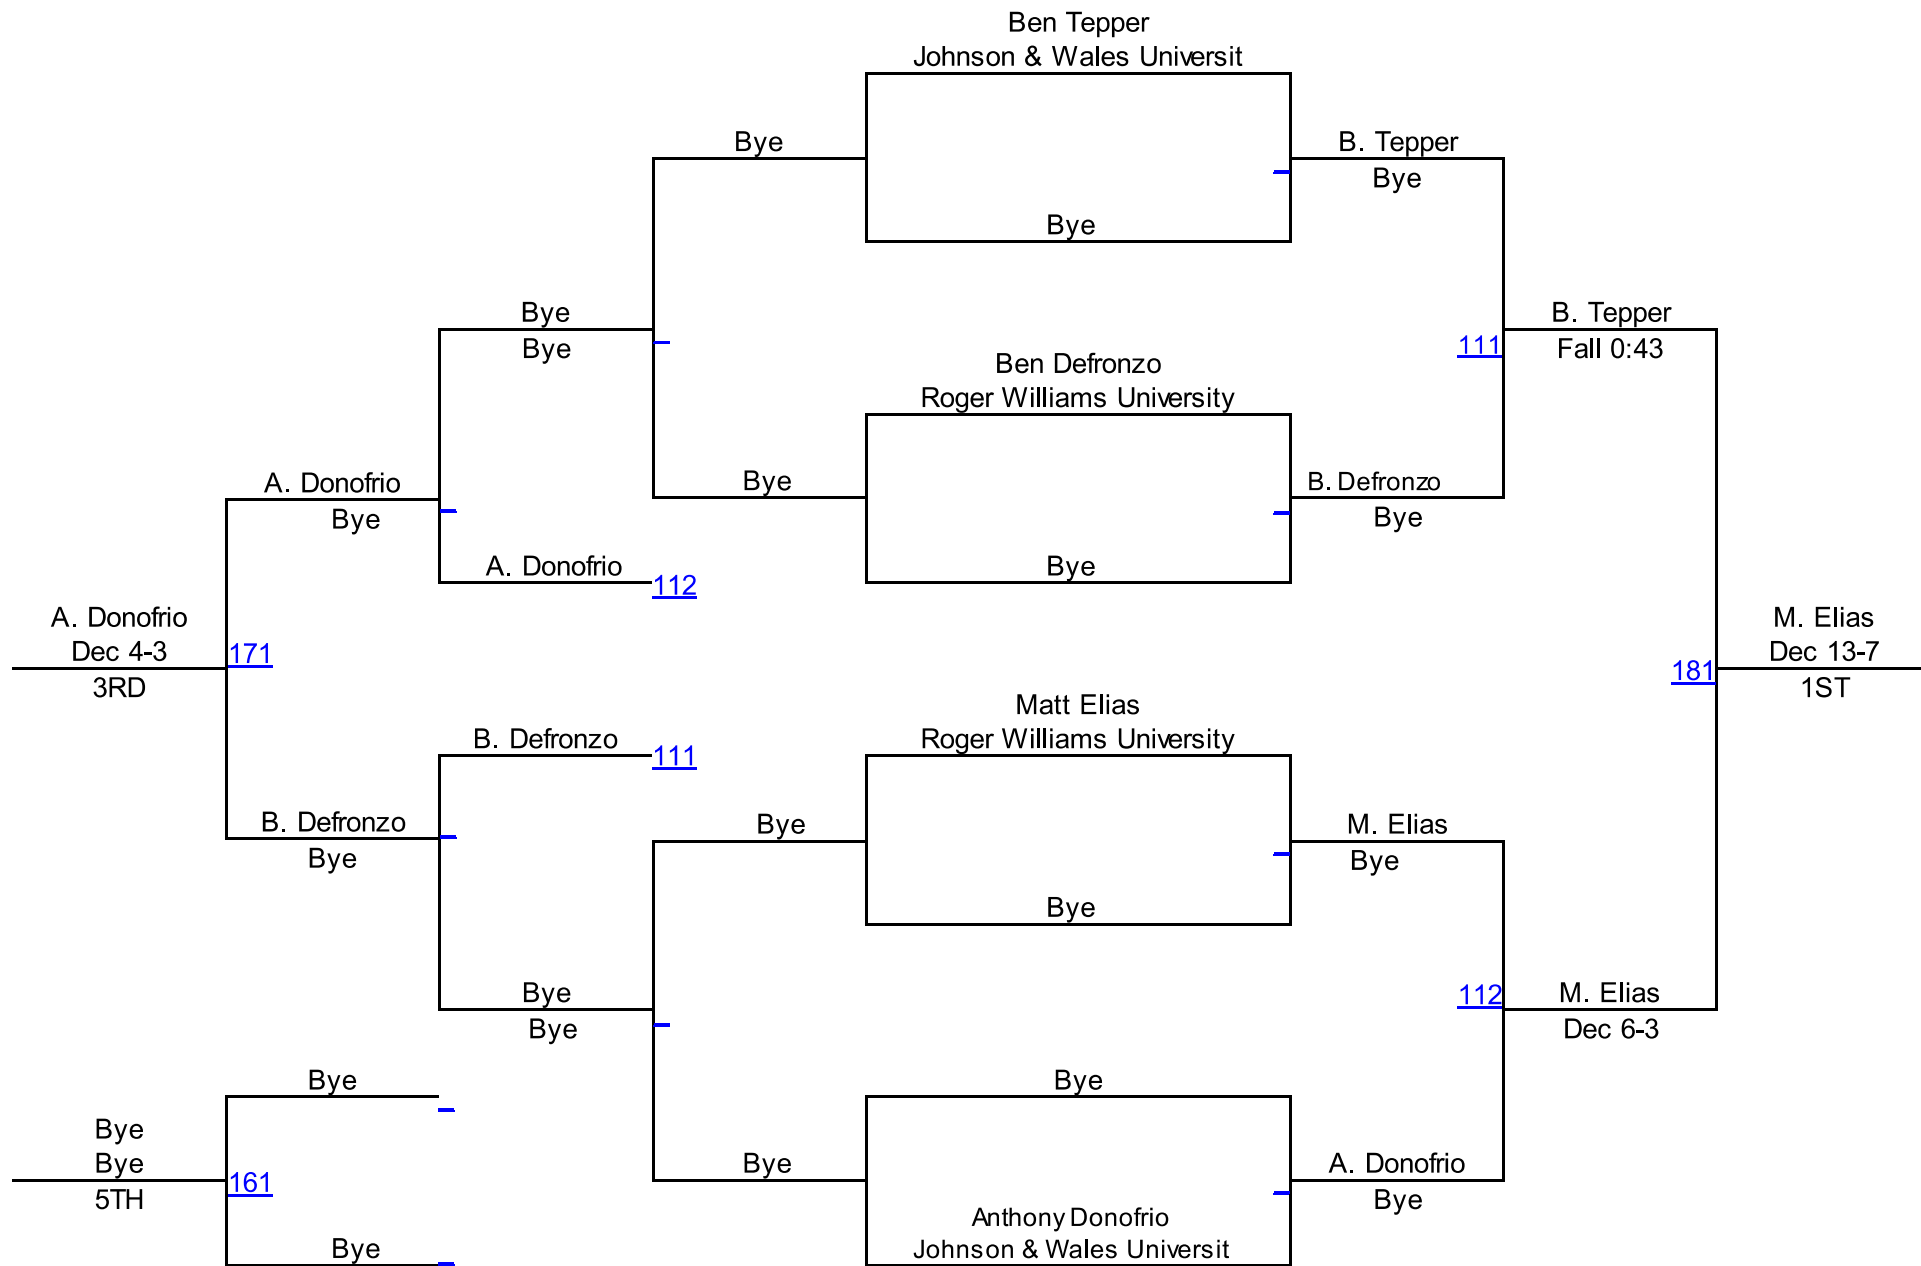 Ben Tepper
Johnson & Wales Universit
Bye
B. Tepper
Bye
Bye
Bye
Bye
B. Tepper
111
Fall 0:43
Ben Defronzo
Roger Williams University
A. Donofrio
Bye
Bye
B. Defronzo
Bye
A. Donofrio
112
Bye
A. Donofrio
Dec 4-3
171
3RD
M. Elias
Dec 13-7
181
1ST
Matt Elias
Roger Williams University
B. Defronzo
111
B. Defronzo
Bye
Bye
M. Elias
Bye
Bye
Bye
Bye
112
M. Elias
Dec 6-3
Bye
Bye
Bye
Bye
161
5TH
Bye
Bye
A. Donofrio
Bye
Anthony Donofrio
Johnson & Wales Universit